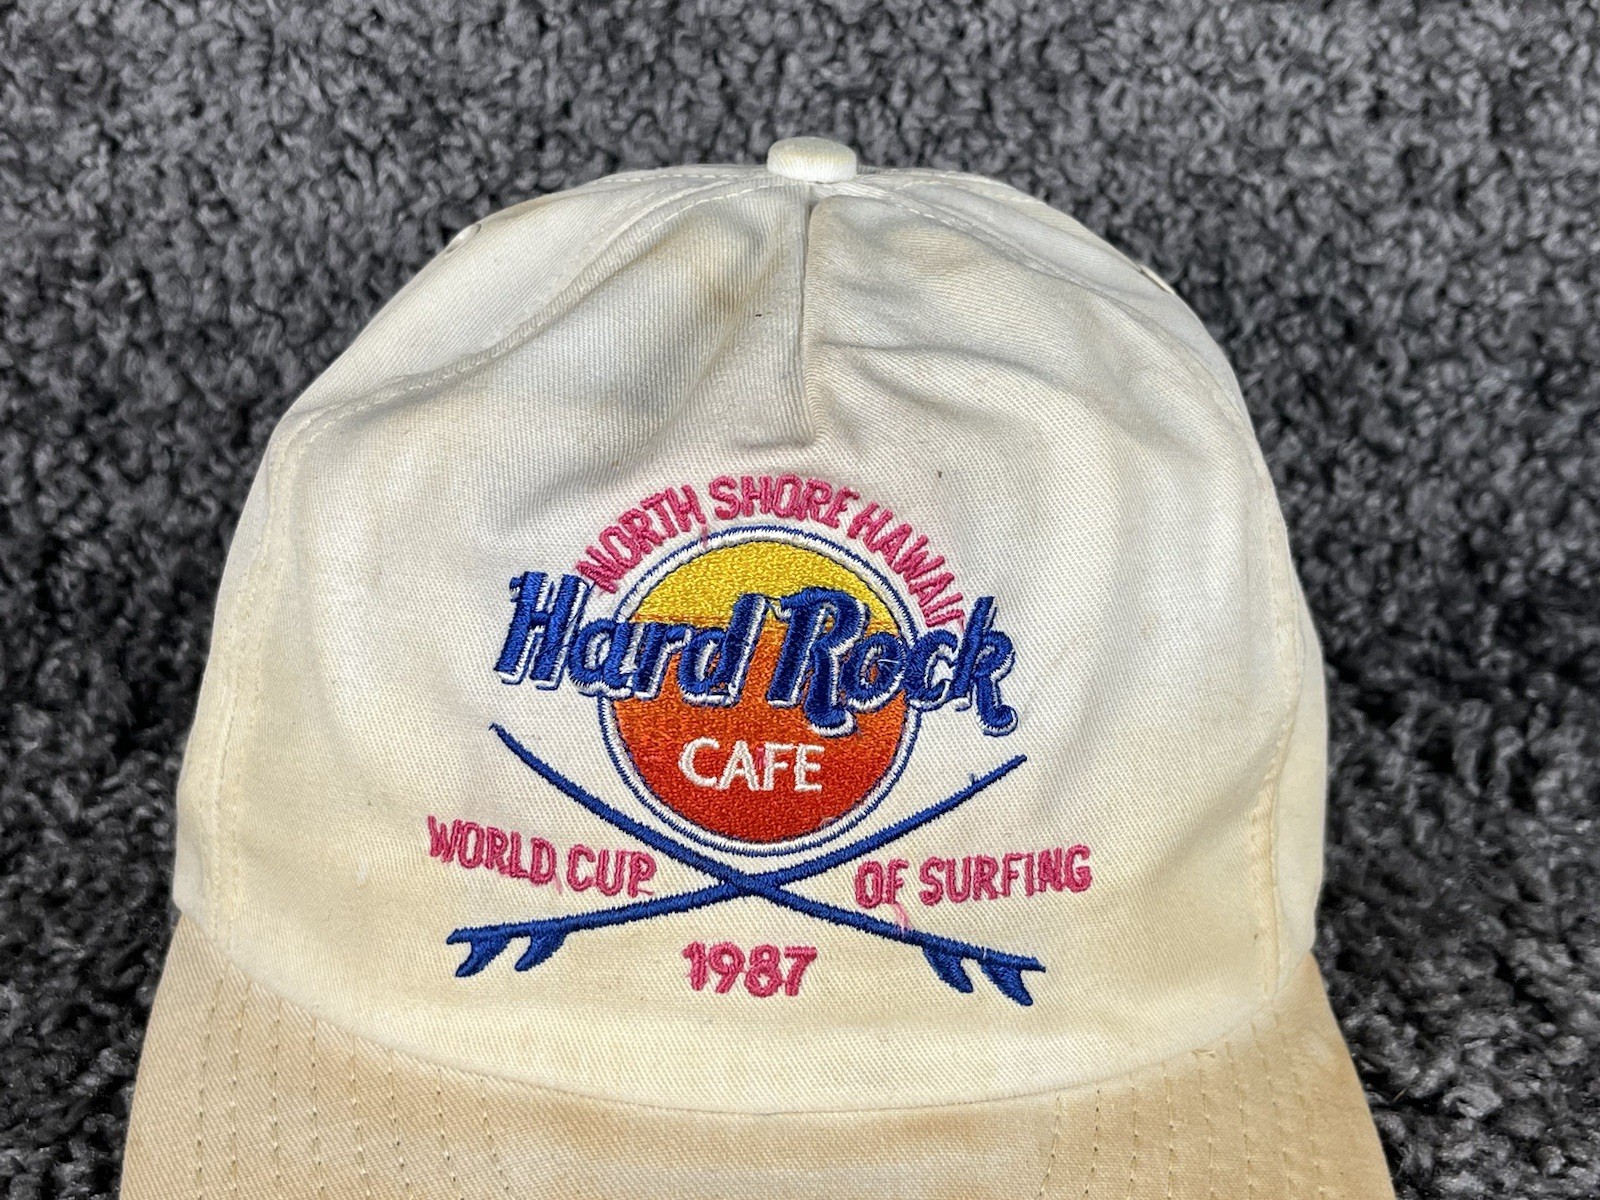 NORTH SHORE HAWAII
Hard Rock
CAFE
WORLD CUP OF SURFING
1987